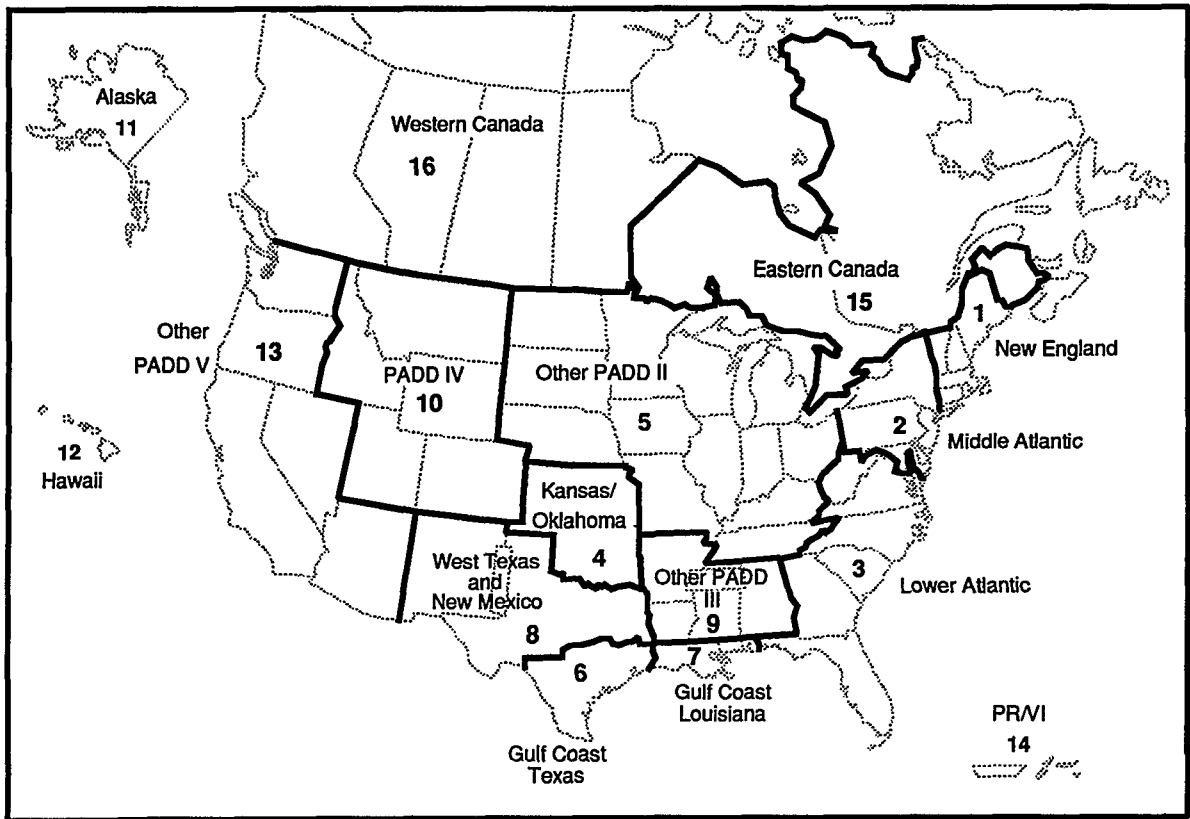 Alaska
11
Western Canada
16
Eastern Canada
15
1
New England
Other
PADD V
13
PADD IV
10
Other PADD II
5
2
Middle Atlantic
12
Hawaii
Kansas/
Oklahoma
4
West Texas
and
New Mexico
8
Other PADD
III
9
3
Lower Atlantic
6
7
Gulf Coast
Louisiana
Gulf Coast
Texas
PR/VI
14